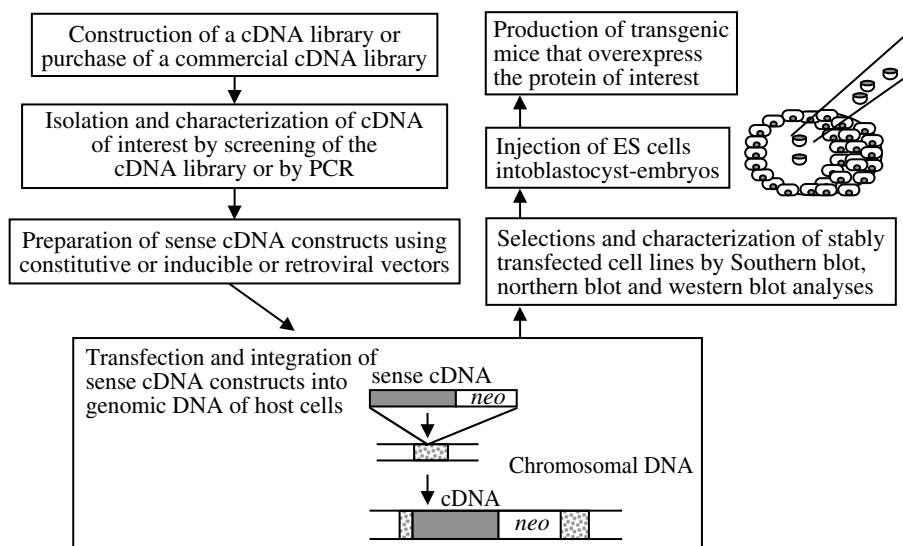 Construction of a cDNA library or
purchase of a commercial cDNA library
Isolation and characterization of cDNA
of interest by screening of the
cDNA library or by PCR
Preparation of sense cDNA constructs using
constitutive or inducible or retroviral vectors
Transfection and integration of
sense cDNA constructs into
genomic DNA of host cells
sense cDNA
neo
Chromosomal DNA
cDNA
neo
Selections and characterization of stably
transfected cell lines by Southern blot,
northern blot and western blot analyses
Injection of ES cells
intoblastocyst-embryos
Production of transgenic
mice that overexpress
the protein of interest